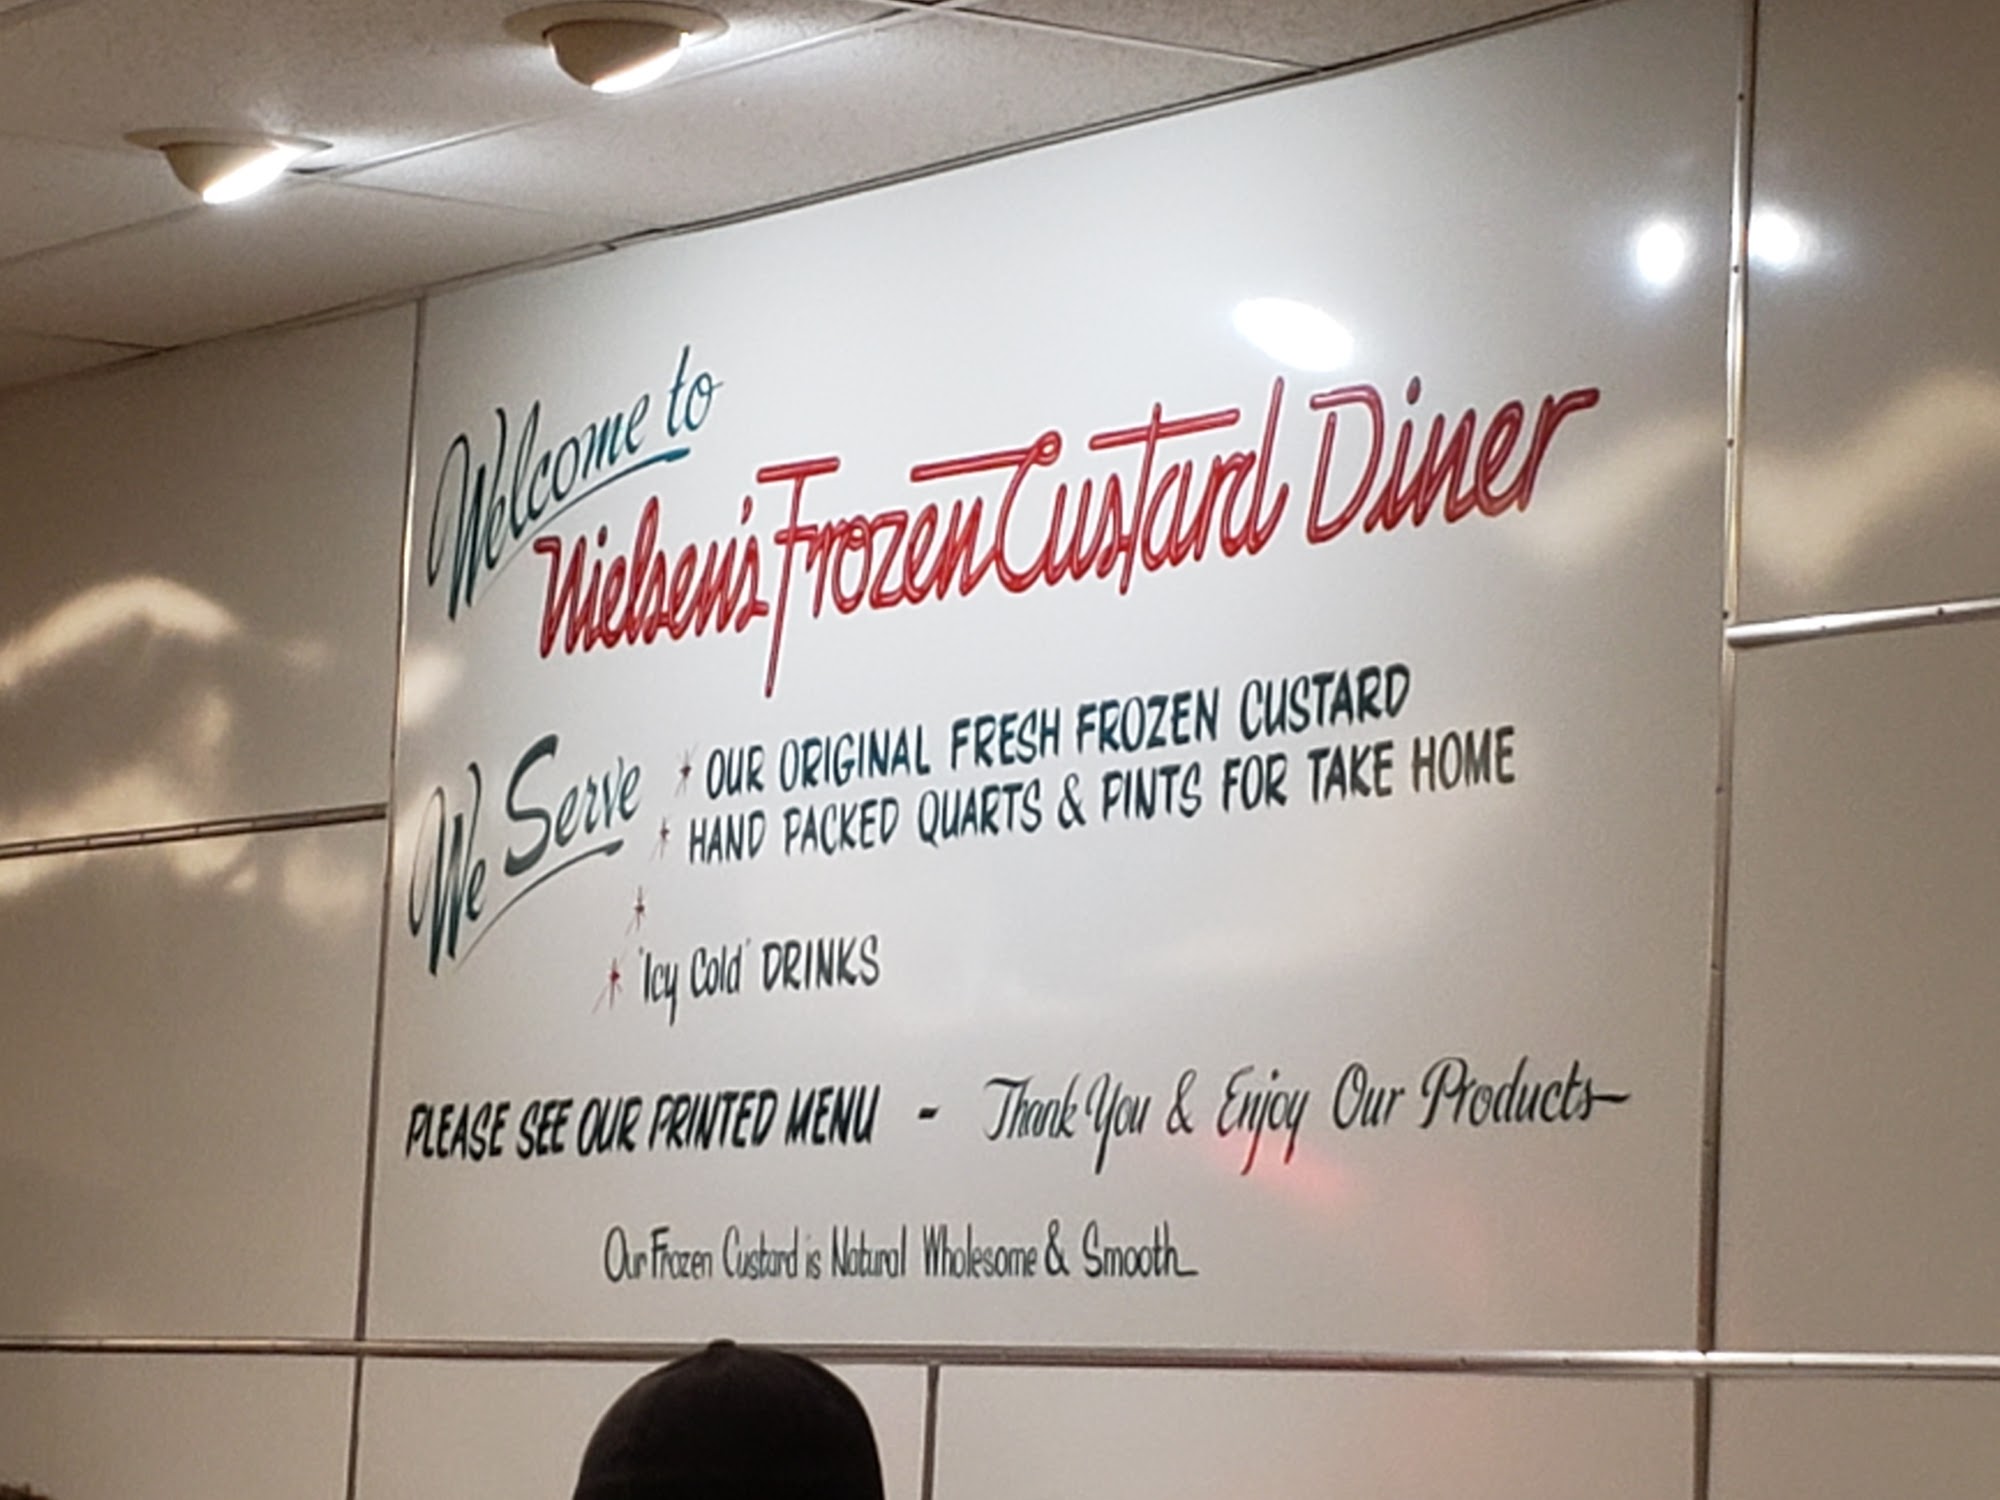 Welcome to
Nielsen's Frozen Custard Diner
We Serve
* OUR ORIGINAL FRESH FROZEN CUSTARD
* HAND PACKED QUARTS & PINTS FOR TAKE HOME
*
* 'Icy Cold' DRINKS
PLEASE SEE OUR PRINTED MENU - Thank You & Enjoy Our Products
Our Frozen Custard is Natural Wholesome & Smooth